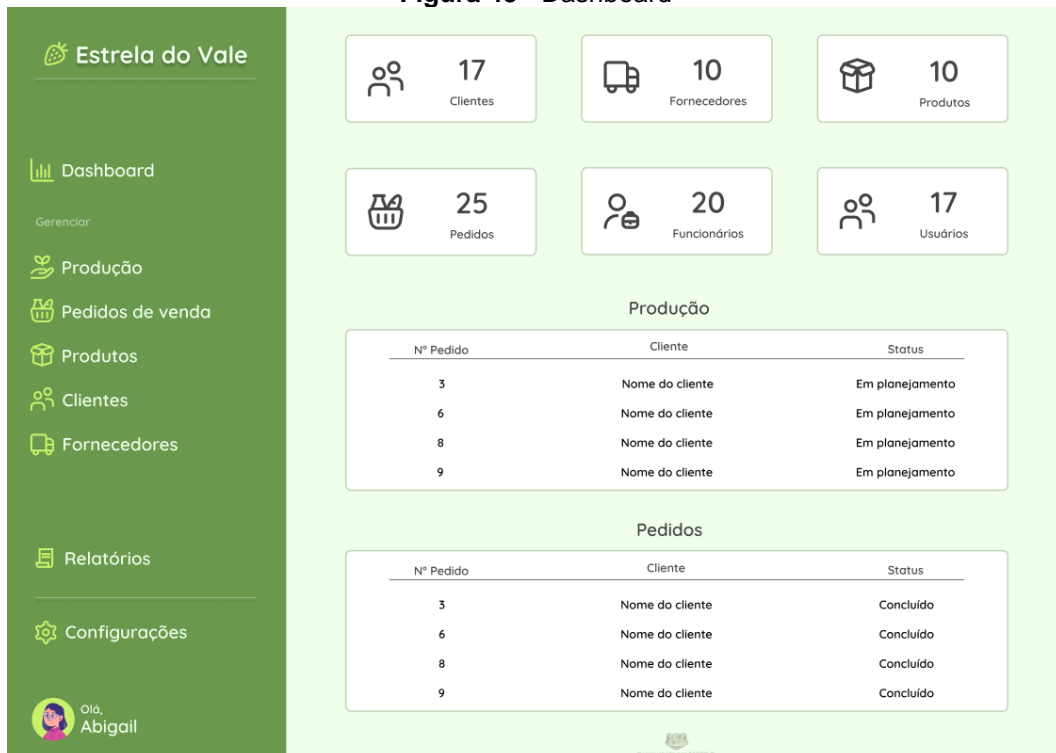 Figura 48 - Dashboard
Estrela do Vale
Dashboard
Gerenciar
Produção
Pedidos de venda
Produtos
Clientes
Fornecedores
Relatórios
Configurações
Olá,
Abigail
17
Clientes
10
Fornecedores
10
Produtos
25
Pedidos
20
Funcionários
17
Usuários
Produção
Nº Pedido Cliente Status
3 Nome do cliente Em planejamento
6 Nome do cliente Em planejamento
8 Nome do cliente Em planejamento
9 Nome do cliente Em planejamento
Pedidos
Nº Pedido Cliente Status
3 Nome do cliente Concluído
6 Nome do cliente Concluído
8 Nome do cliente Concluído
9 Nome do cliente Concluído